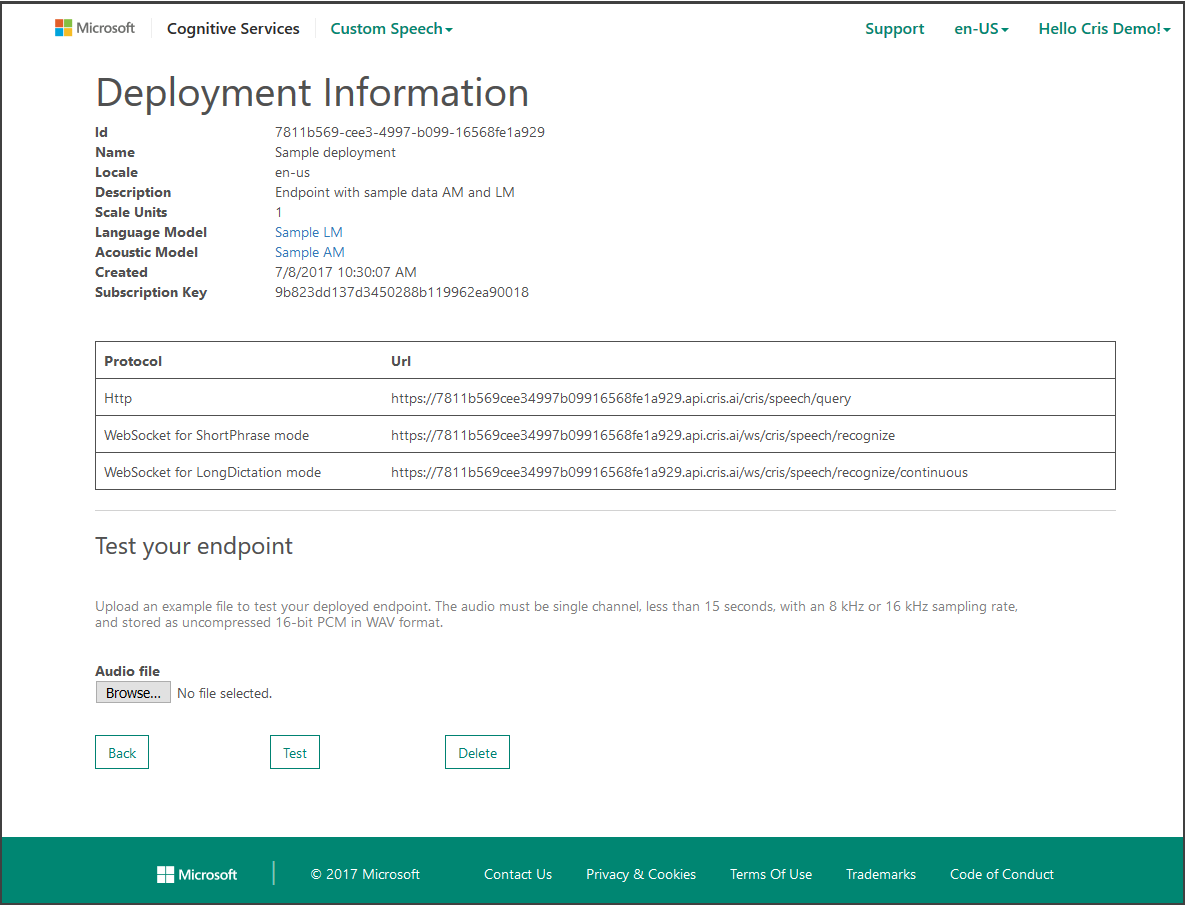 Microsoft Cognitive Services Custom Speech Support en-US Hello Cris Demo!
Deployment Information
Id 7811b569-cee3-4997-b099-16568fe1a929
Name Sample deployment
Locale en-us
Description Endpoint with sample data AM and LM
Scale Units 1
Language Model Sample LM
Acoustic Model Sample AM
Created 7/8/2017 10:30:07 AM
Subscription Key 9b823dd137d3450288b119962ea90018
Protocol Url
Http https://7811b569cee34997b09916568fe1a929.api.cris.ai/cris/speech/query
WebSocket for ShortPhrase mode https://7811b569cee34997b09916568fe1a929.api.cris.ai/ws/cris/speech/recognize
WebSocket for LongDictation mode https://7811b569cee34997b09916568fe1a929.api.cris.ai/ws/cris/speech/recognize/continuous
Test your endpoint
Upload an example file to test your deployed endpoint. The audio must be single channel, less than 15 seconds, with an 8 kHz or 16 kHz sampling rate,
and stored as uncompressed 16-bit PCM in WAV format.
Audio file
Browse... No file selected.
Back Test Delete
Microsoft © 2017 Microsoft Contact Us Privacy & Cookies Terms Of Use Trademarks Code of Conduct